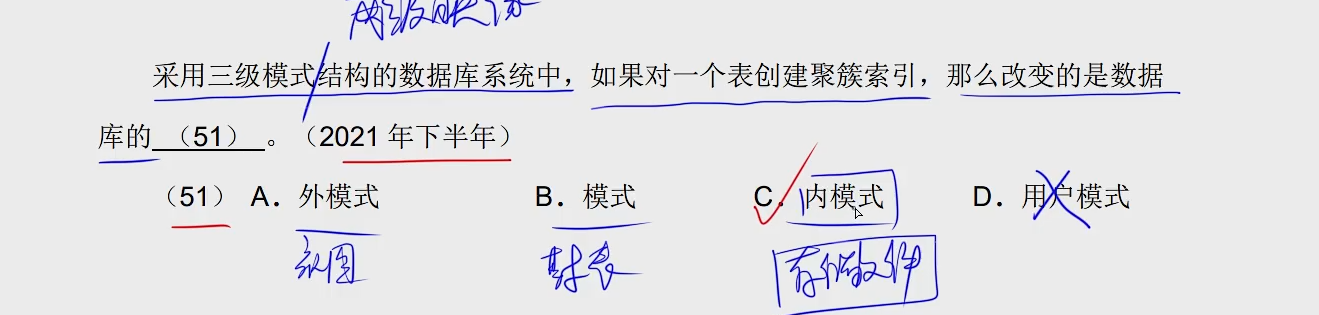 两级映像
采用三级模式结构的数据库系统中，如果对一个表创建聚簇索引，那么改变的是数据
库的 （51） 。（2021 年下半年）
（51） A．外模式 B．模式 C．内模式 D．用户模式
视图 基本表 存储文件